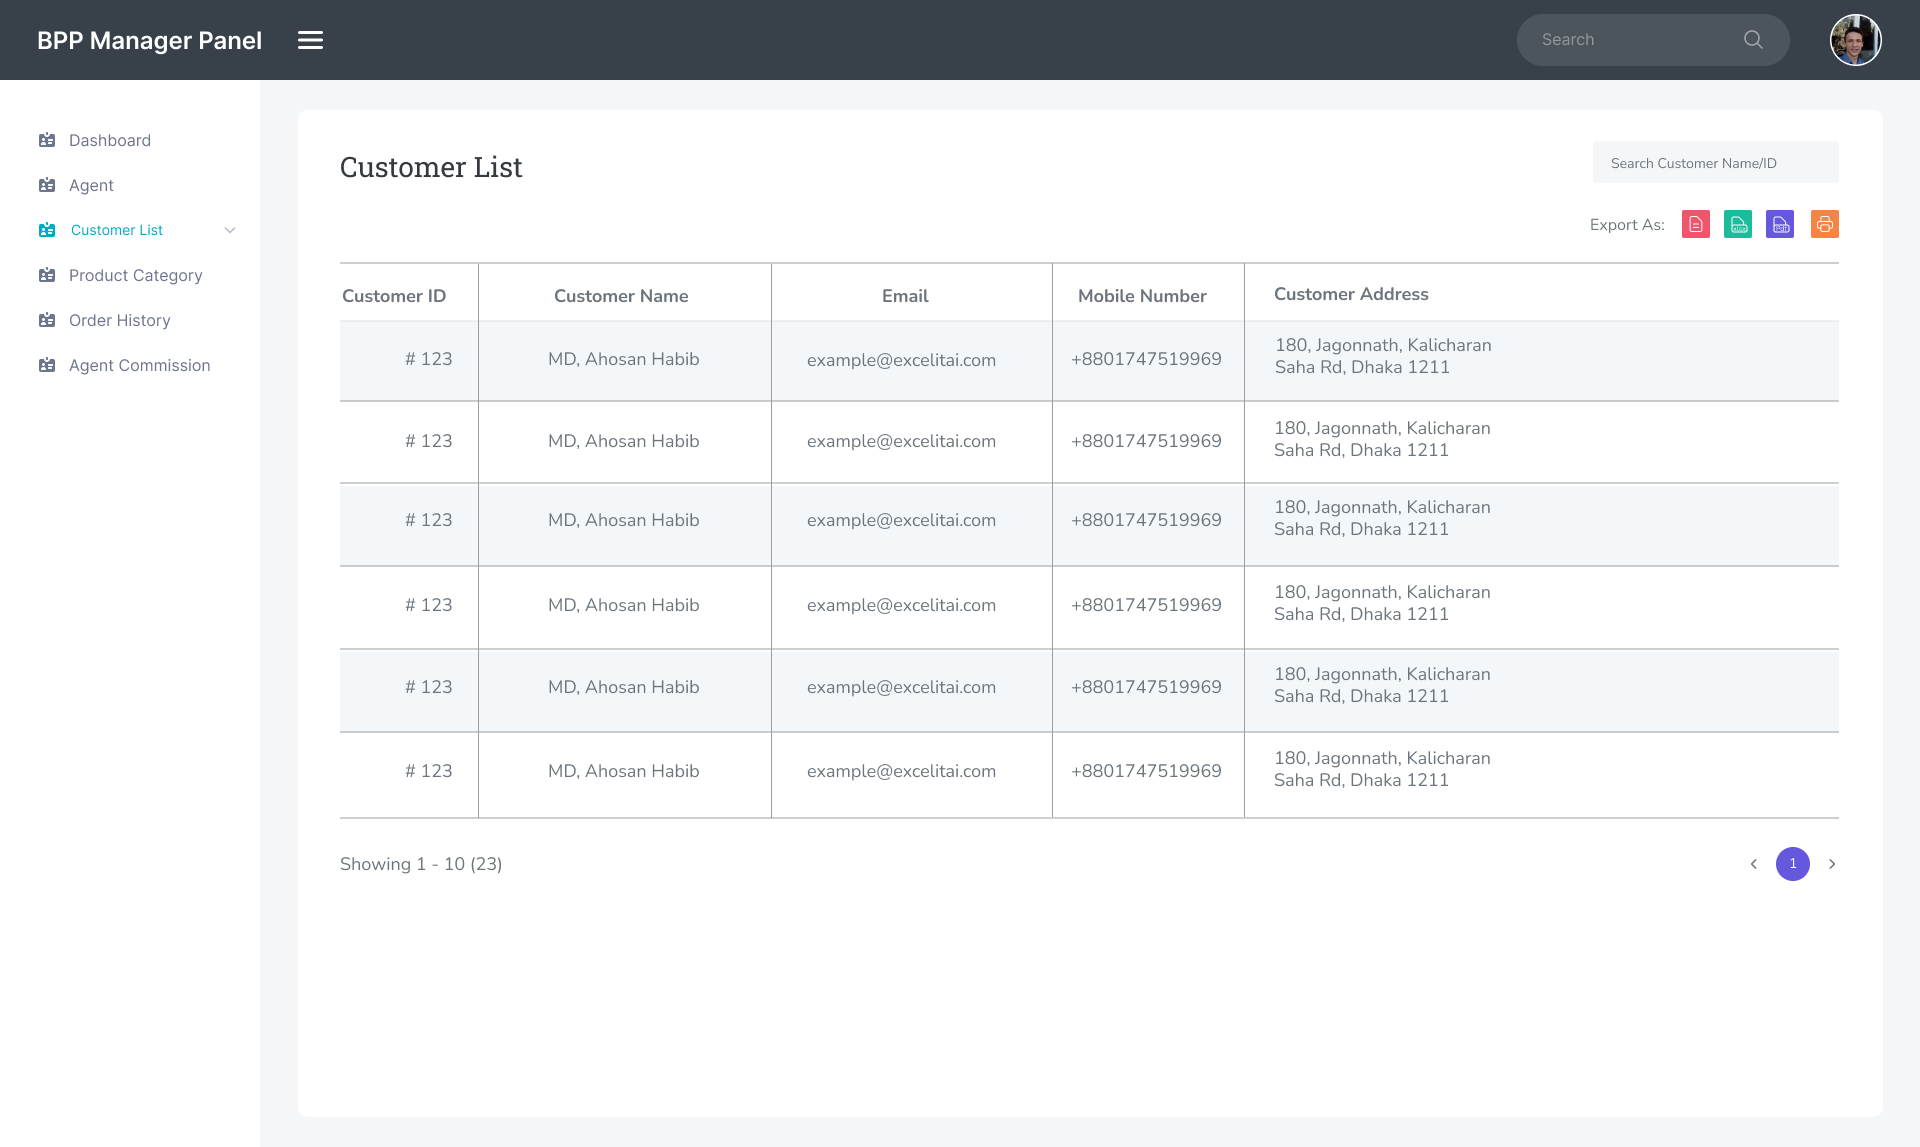 BPP Manager Panel
Search
Dashboard
Agent
Customer List
Product Category
Order History
Agent Commission
Customer List
Search Customer Name/ID
Export As:
Customer ID Customer Name Email Mobile Number Customer Address
# 123 MD, Ahosan Habib example@excelitai.com +8801747519969 180, Jagonnath, Kalicharan
Saha Rd, Dhaka 1211
# 123 MD, Ahosan Habib example@excelitai.com +8801747519969 180, Jagonnath, Kalicharan
Saha Rd, Dhaka 1211
# 123 MD, Ahosan Habib example@excelitai.com +8801747519969 180, Jagonnath, Kalicharan
Saha Rd, Dhaka 1211
# 123 MD, Ahosan Habib example@excelitai.com +8801747519969 180, Jagonnath, Kalicharan
Saha Rd, Dhaka 1211
# 123 MD, Ahosan Habib example@excelitai.com +8801747519969 180, Jagonnath, Kalicharan
Saha Rd, Dhaka 1211
# 123 MD, Ahosan Habib example@excelitai.com +8801747519969 180, Jagonnath, Kalicharan
Saha Rd, Dhaka 1211
Showing 1 - 10 (23)
1